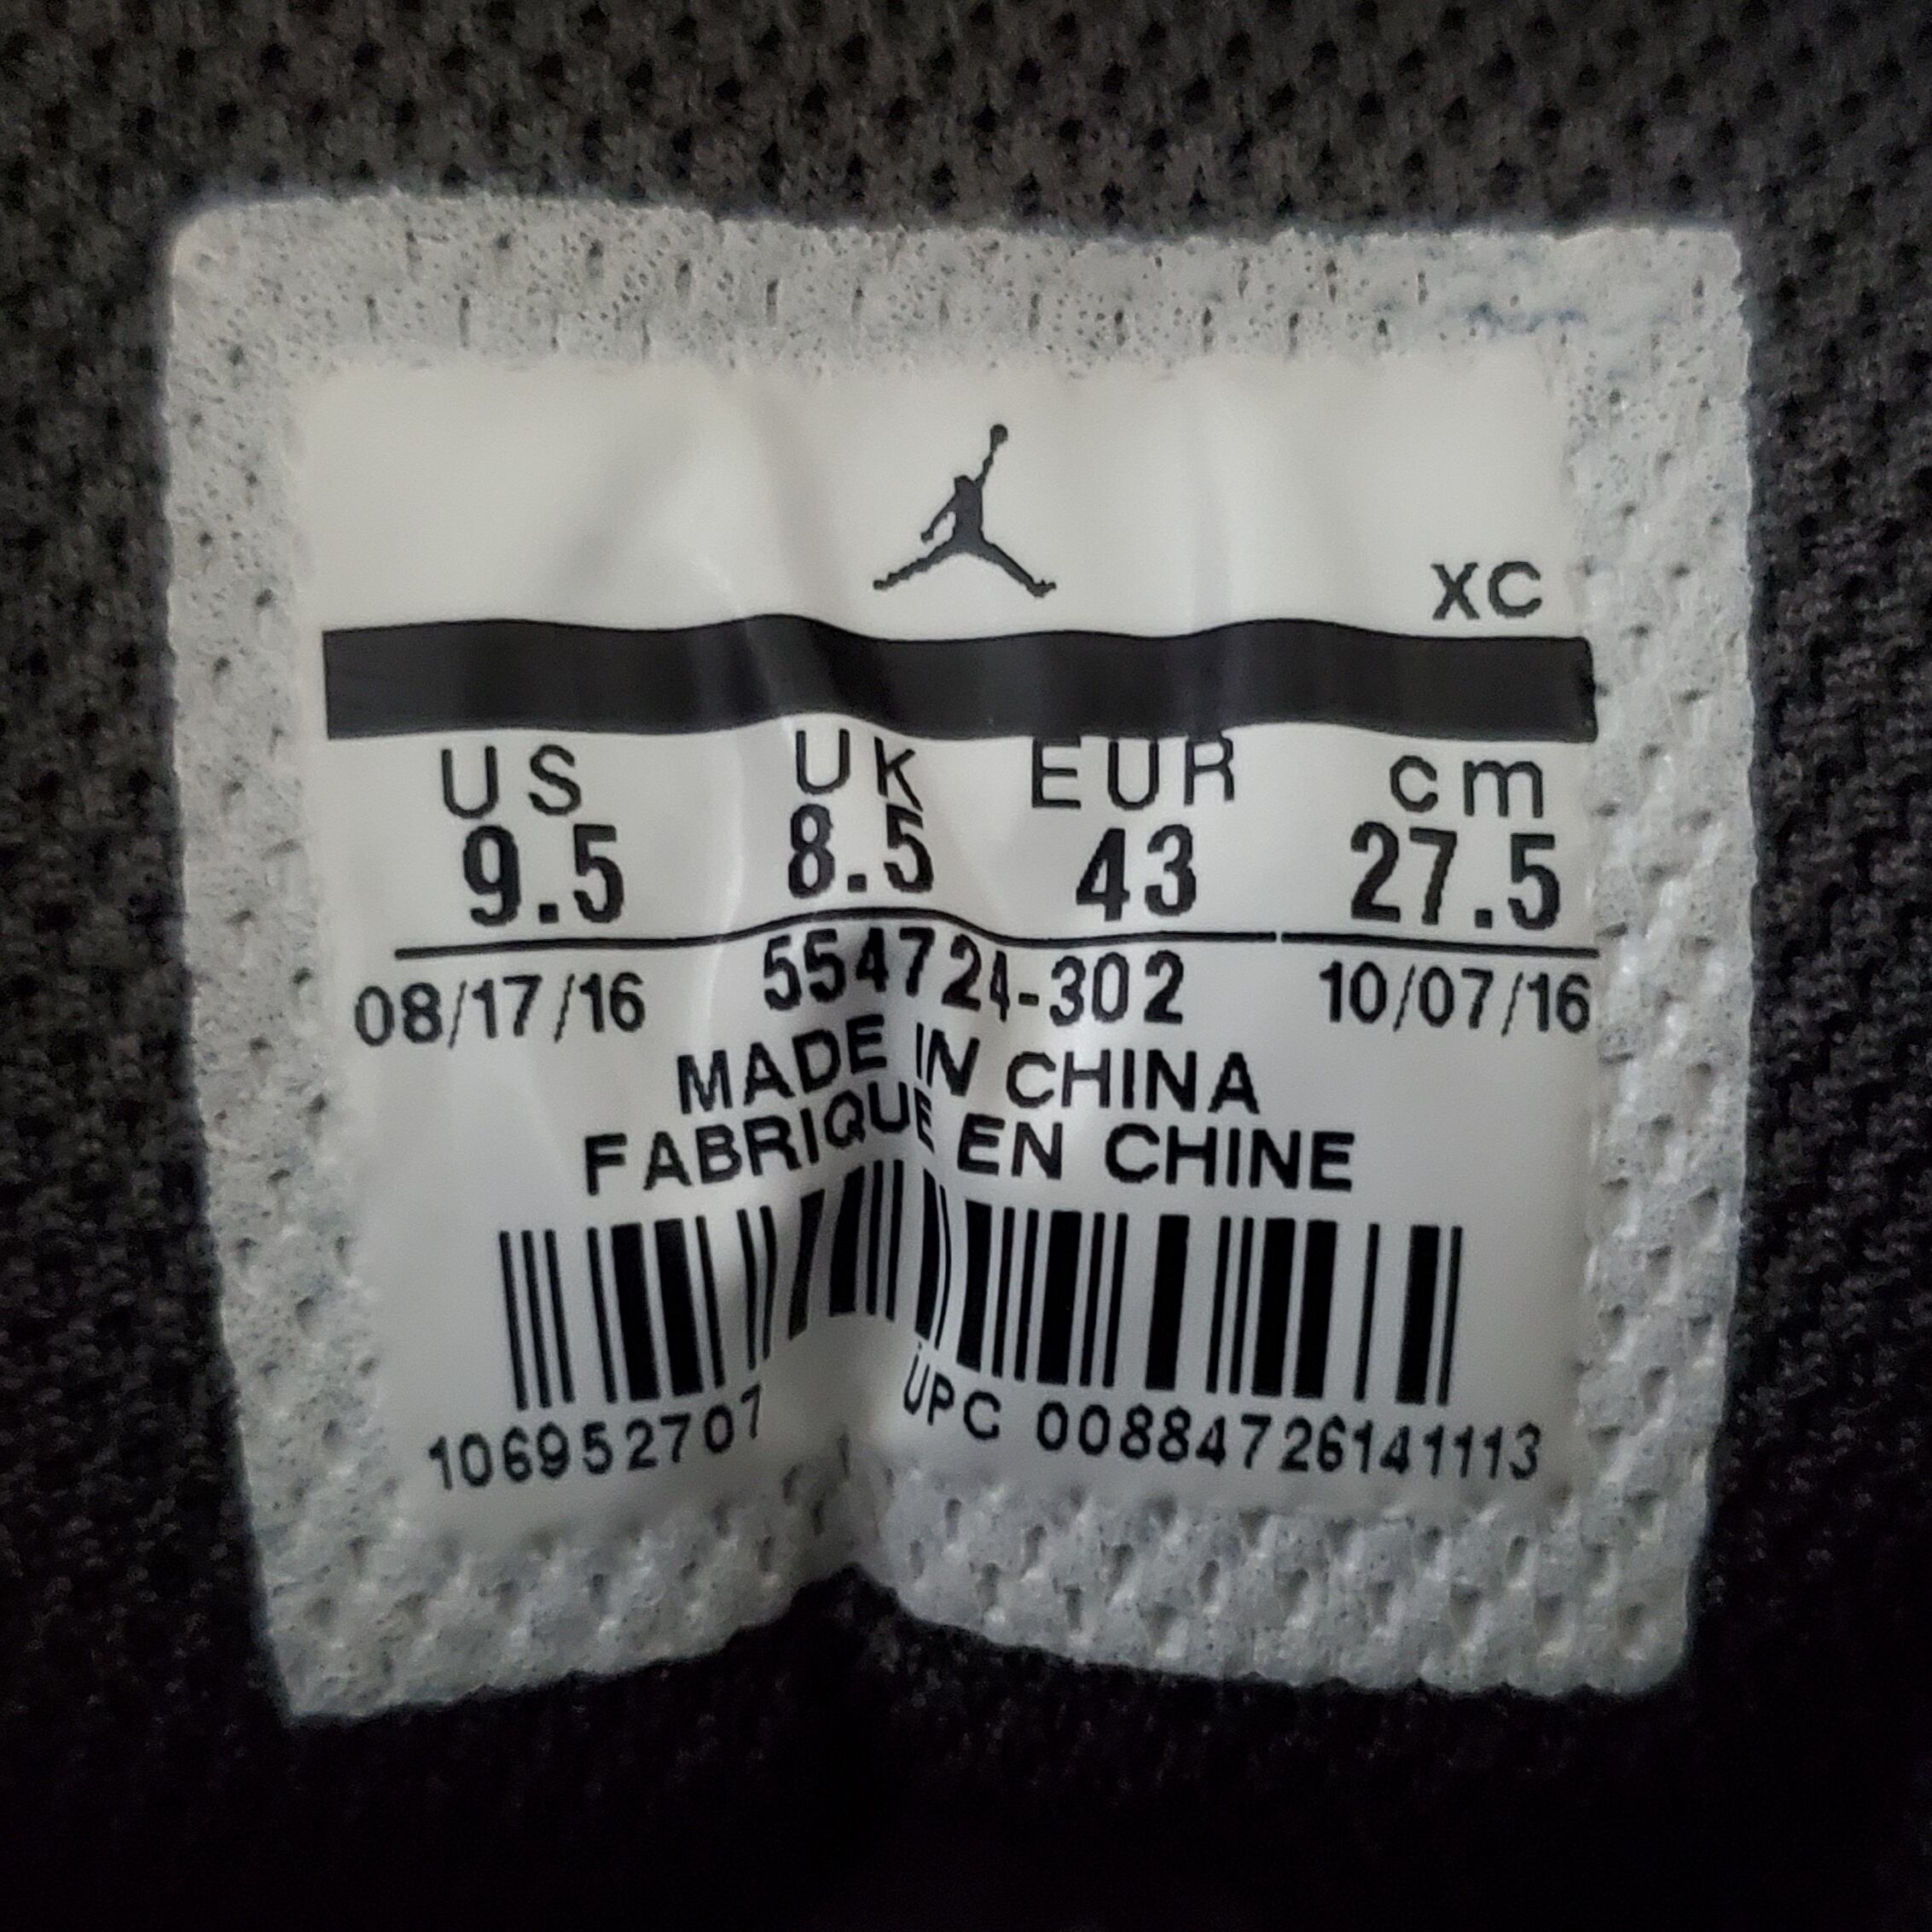 XC
US UK EUR cm
9.5 8.5 43 27.5
08/17/16 554724-302 10/07/16
MADE IN CHINA
FABRIQUE EN CHINE
106952707 UPC 00884726141113